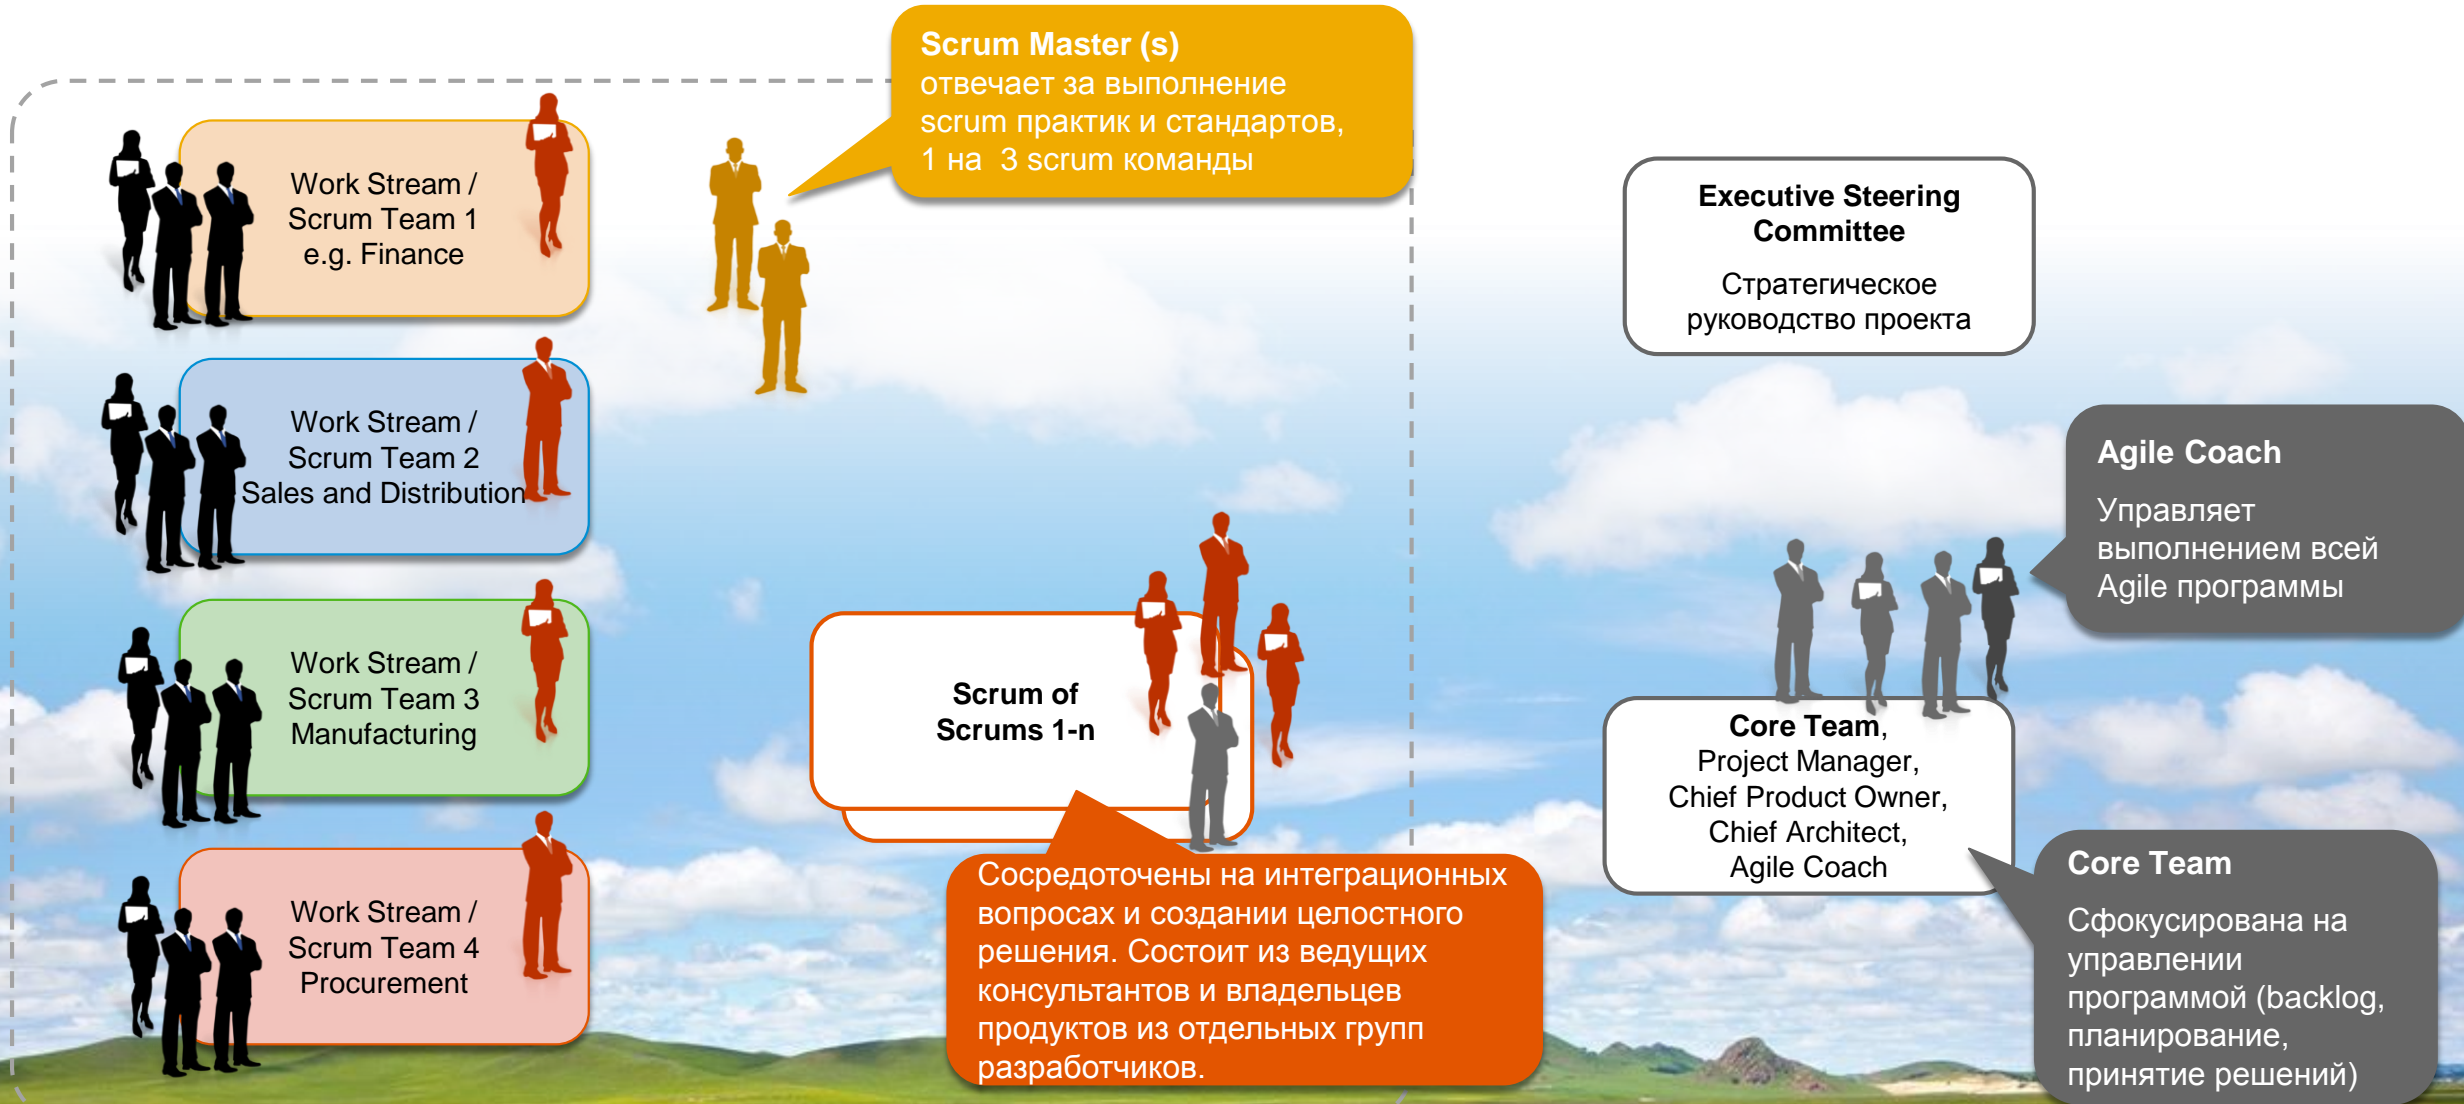 Scrum Master (s)
отвечает за выполнение
scrum практик и стандартов,
1 на  3 scrum команды
Work Stream /
Scrum Team 1
e.g. Finance
Work Stream /
Scrum Team 2
Sales and Distribution
Work Stream /
Scrum Team 3
Manufacturing
Work Stream /
Scrum Team 4
Procurement
Scrum of
Scrums 1-n
Сосредоточены на интеграционных
вопросах и создании целостного
решения. Состоит из ведущих
консультантов и владельцев
продуктов из отдельных групп
разработчиков.
Executive Steering
Committee
Стратегическое
руководство проекта
Agile Coach
Управляет
выполнением всей
Agile программы
Core Team,
Project Manager,
Chief Product Owner,
Chief Architect,
Agile Coach
Core Team
Сфокусирована на
управлении
программой (backlog,
планирование,
принятие решений)